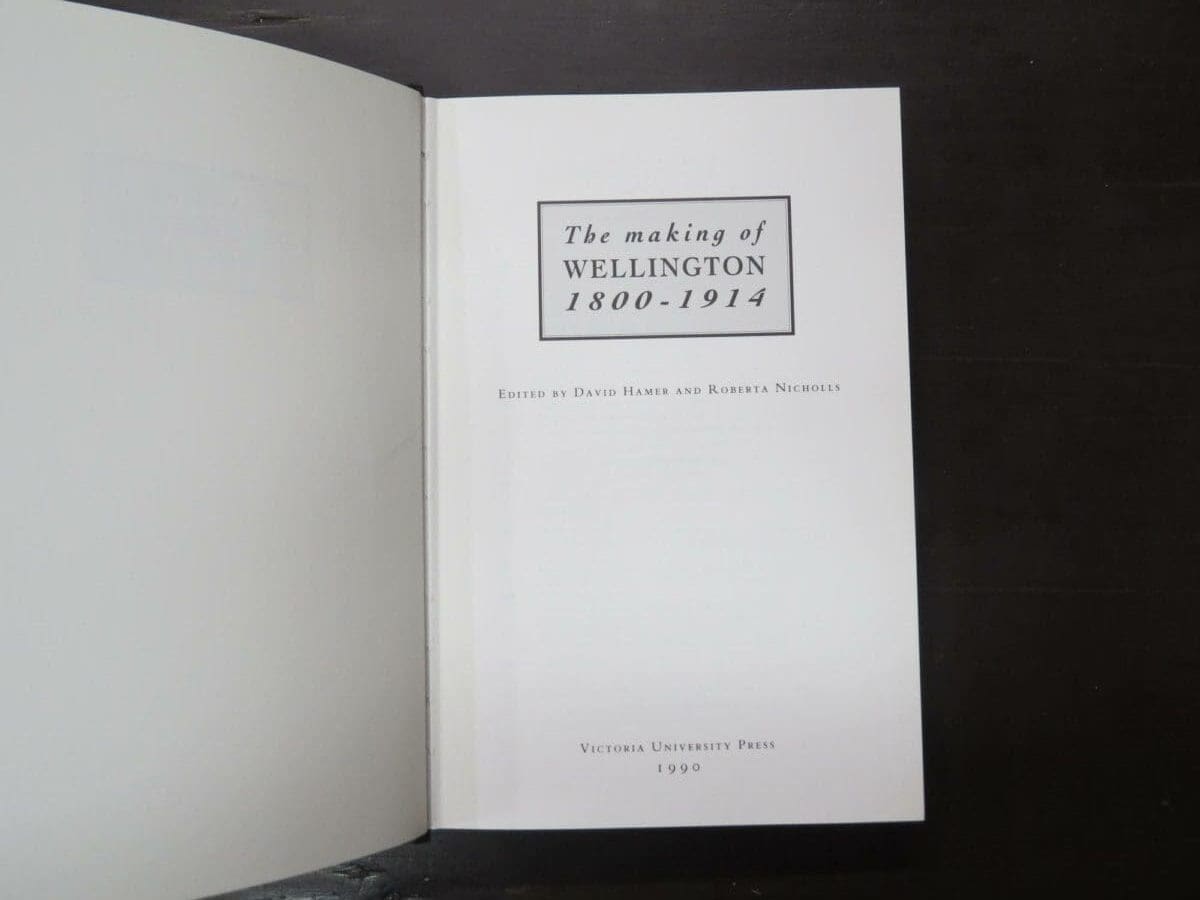 The making of
WELLINGTON
1800-1914
EDITED BY DAVID HAMER AND ROBERTA NICHOLLS
VICTORIA UNIVERSITY PRESS
1990